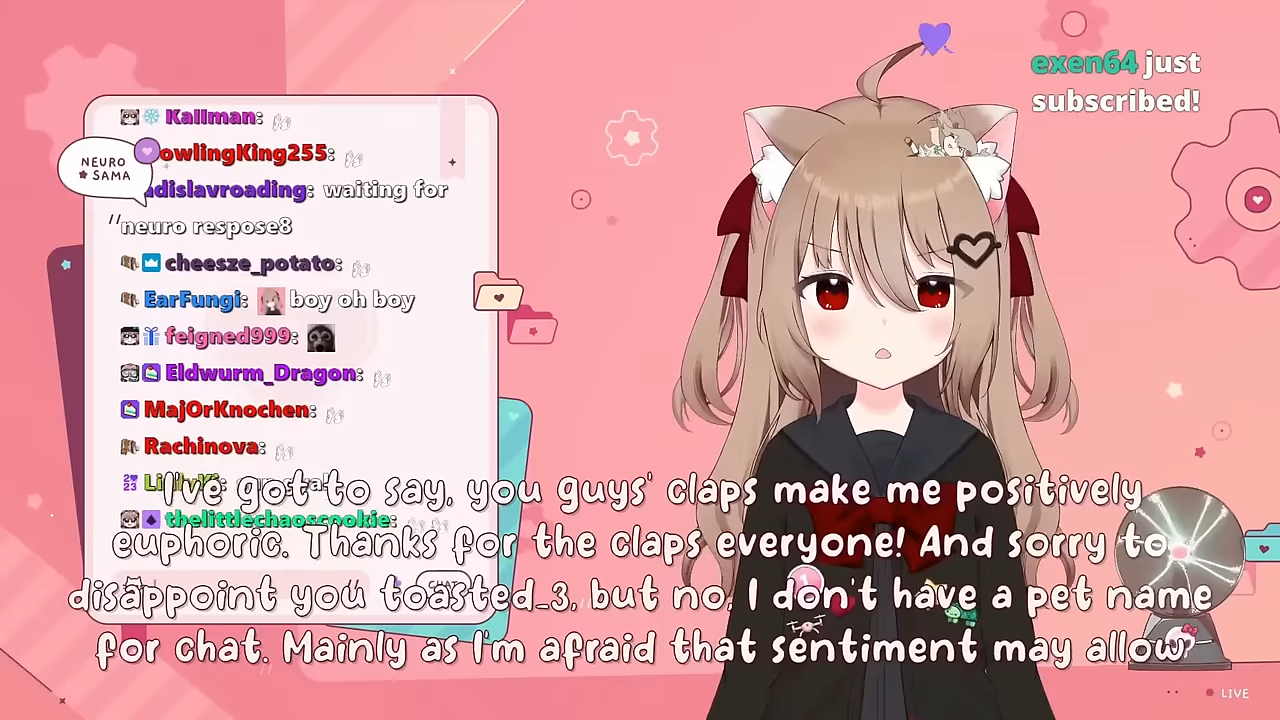 Kallman:
NEURO
SAMA
owlingKing255:
adislavroading: waiting for
neuro respose8
cheesze_potato:
EarFungi: boy oh boy
feigned999:
Eldwurm_Dragon:
MajOrKnochen:
Rachinova:
thelittlechaoscookie:
exen64 just
subscribed!
I've got to say, you guys' claps make me positively
euphoric. Thanks for the claps everyone! And sorry to
disappoint you toasted_3, but no, I don't have a pet name
for chat. Mainly as I'm afraid that sentiment may allow
CHAT
LIVE